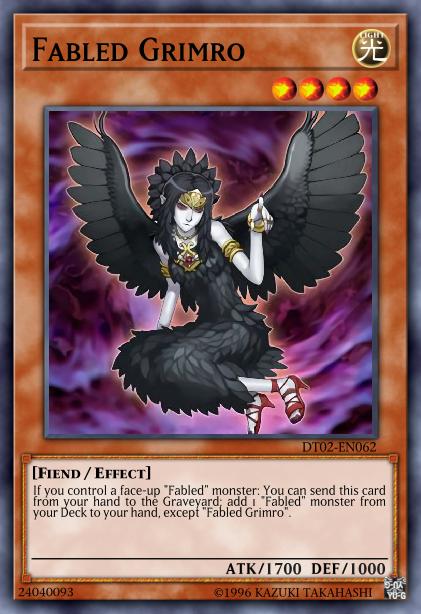 Fabled Grimro
LIGHT
光
DT02-EN062
[Fiend / Effect]
If you control a face-up "Fabled" monster: You can send this card
from your hand to the Graveyard; add 1 "Fabled" monster from
your Deck to your hand, except "Fabled Grimro".
ATK/1700 DEF/1000
24040093
©1996 KAZUKI TAKAHASHI